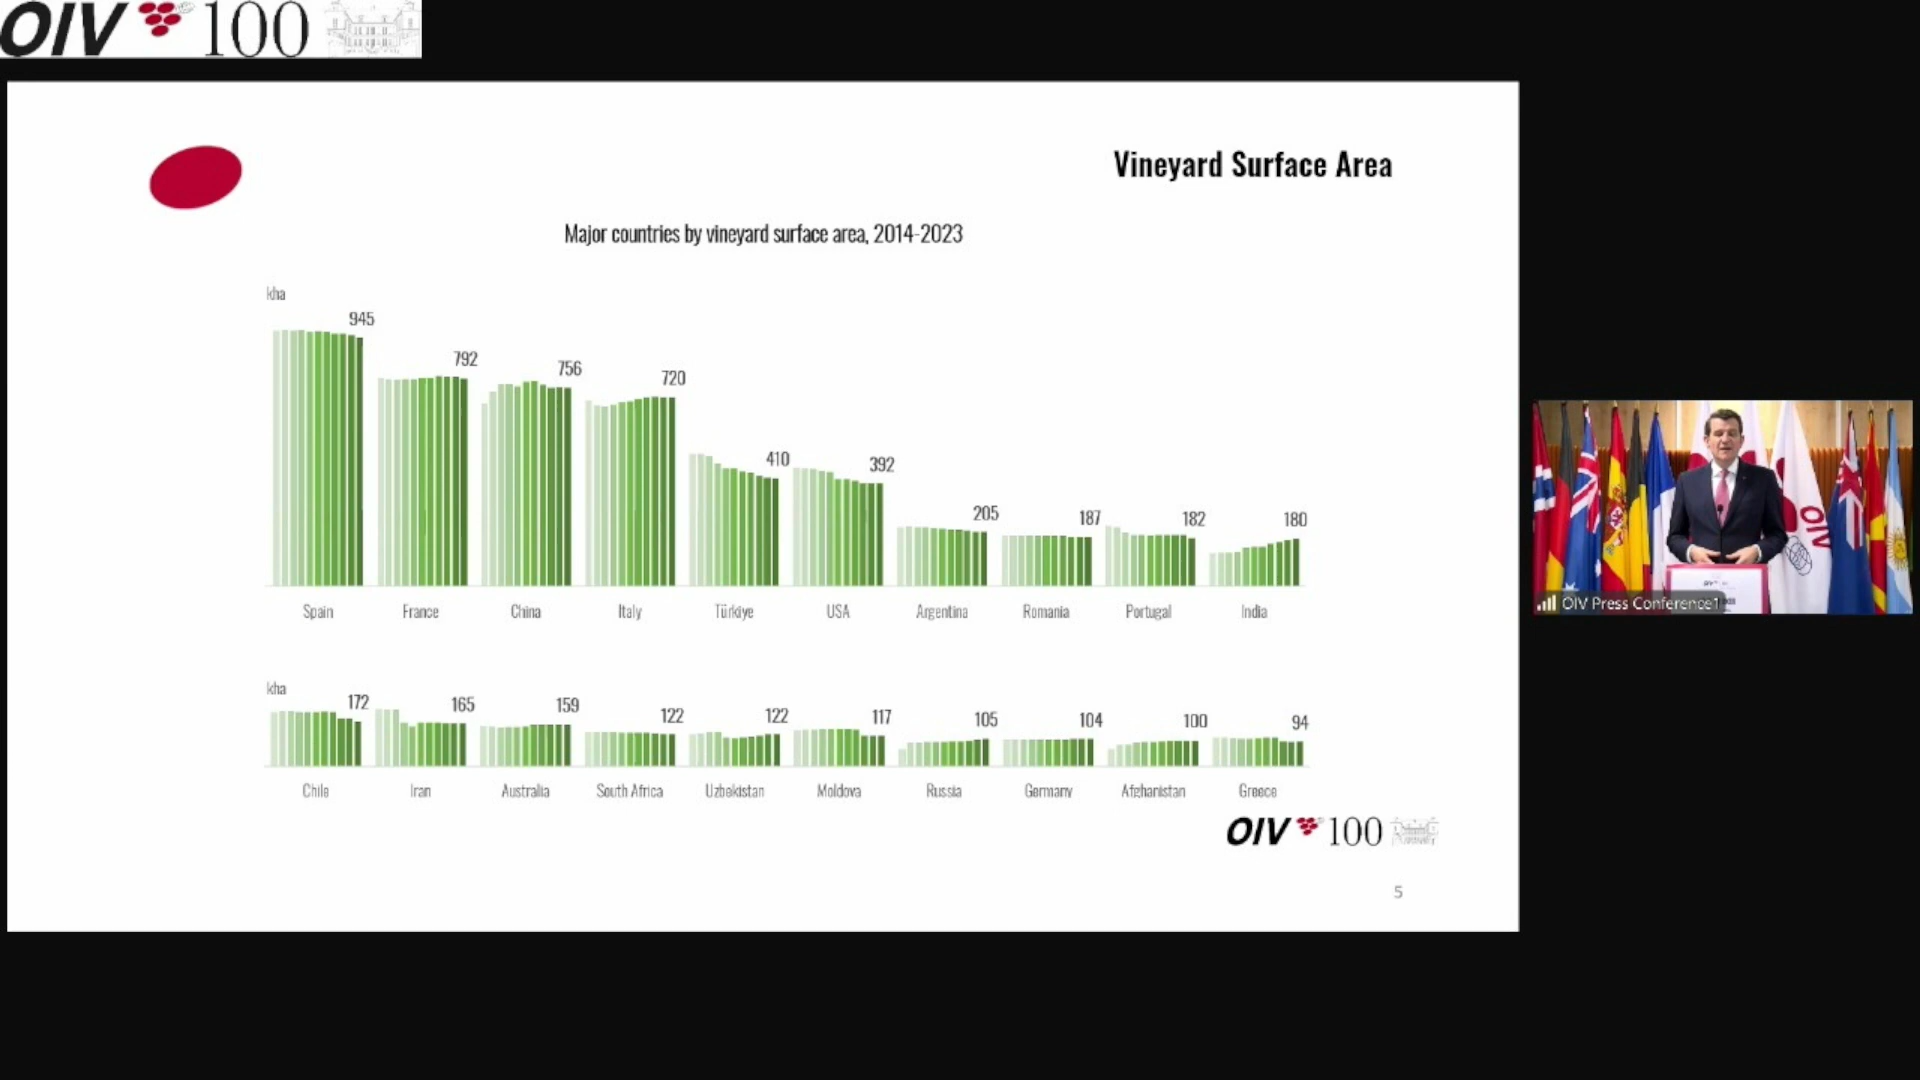 OIV 100
Vineyard Surface Area
Major countries by vineyard surface area, 2014-2023
kha
945 792 756 720 410 392 205 187 182 180
Spain France China Italy Türkiye USA Argentina Romania Portugal India
kha
172 165 159 122 122 117 105 104 100 94
Chile Iran Australia South Africa Uzbekistan Moldova Russia Germany Afghanistan Greece
OIV 100
5
OIV
OIV Press Conference1